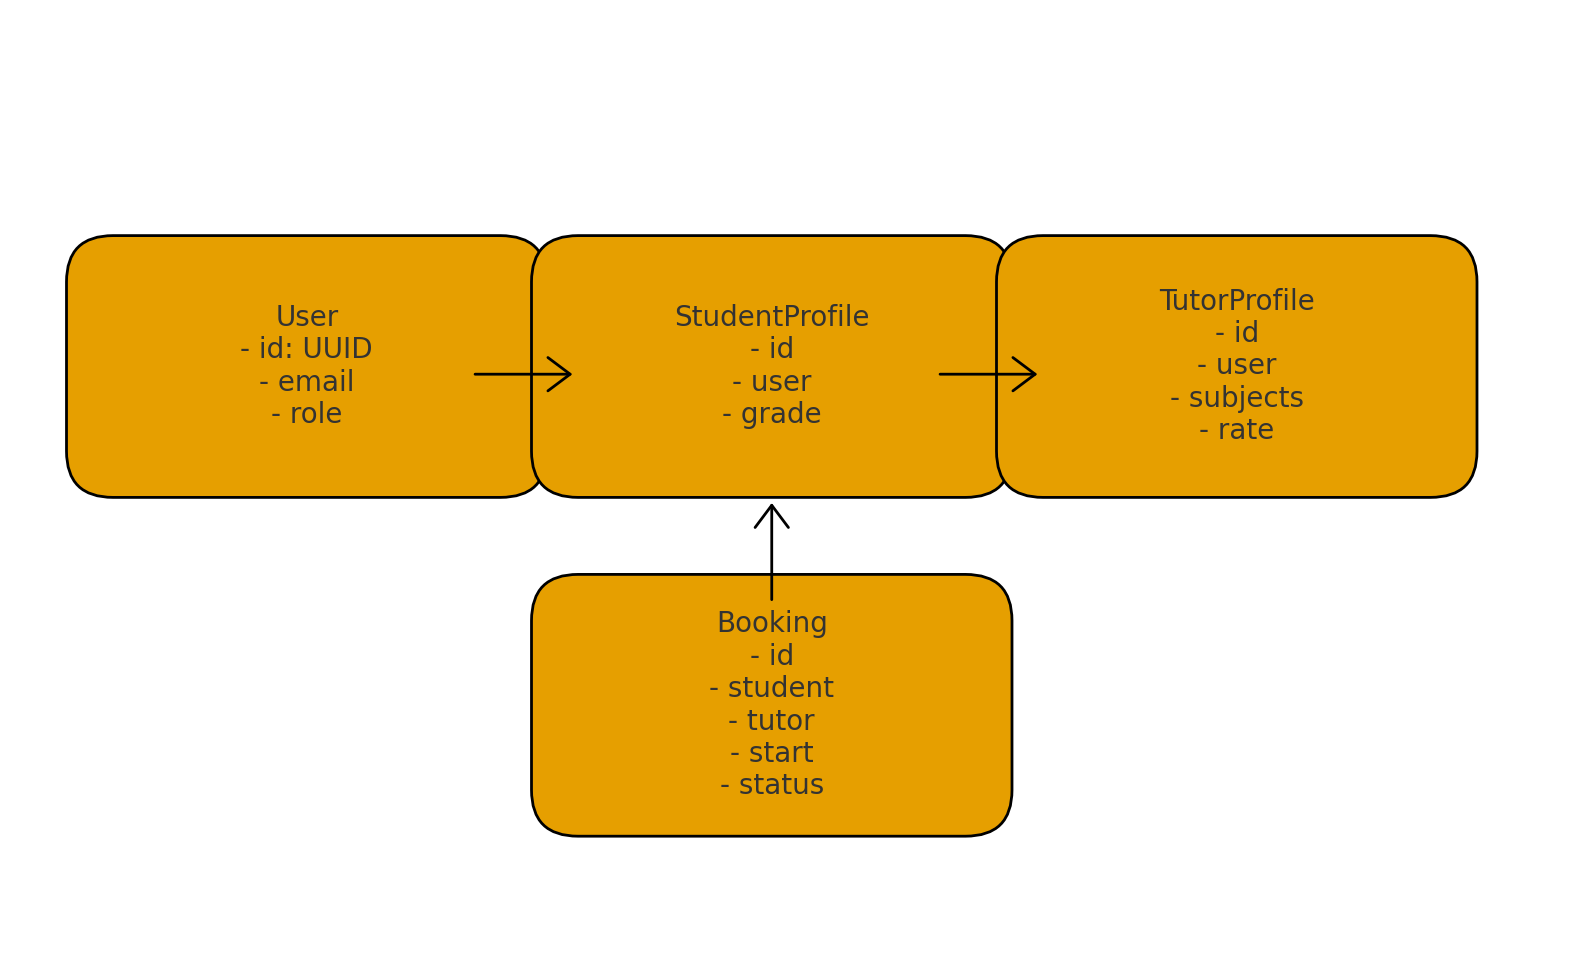 User
- id: UUID
- email
- role
StudentProfile
- id
- user
- grade
TutorProfile
- id
- user
- subjects
- rate
Booking
- id
- student
- tutor
- start
- status